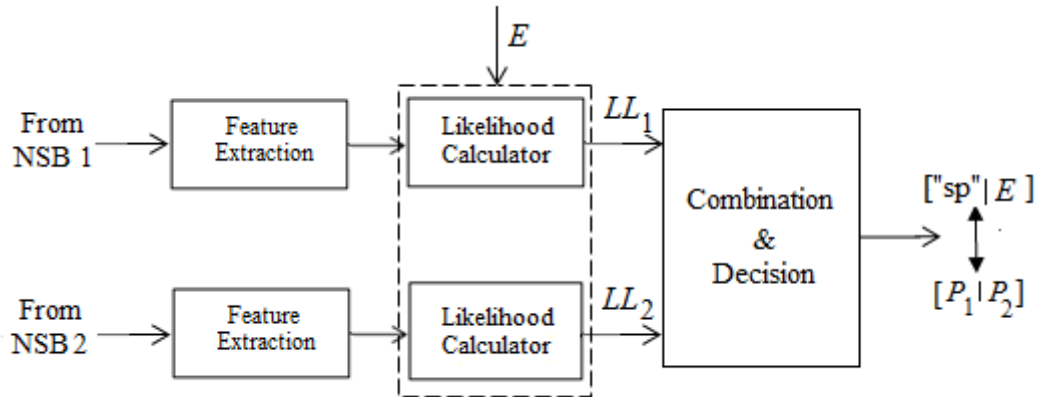 E
From
NSB 1
Feature
Extraction
Likelihood
Calculator
LL1
Combination
&
Decision
["sp"|E]
[P1|P2]
From
NSB 2
Feature
Extraction
Likelihood
Calculator
LL2